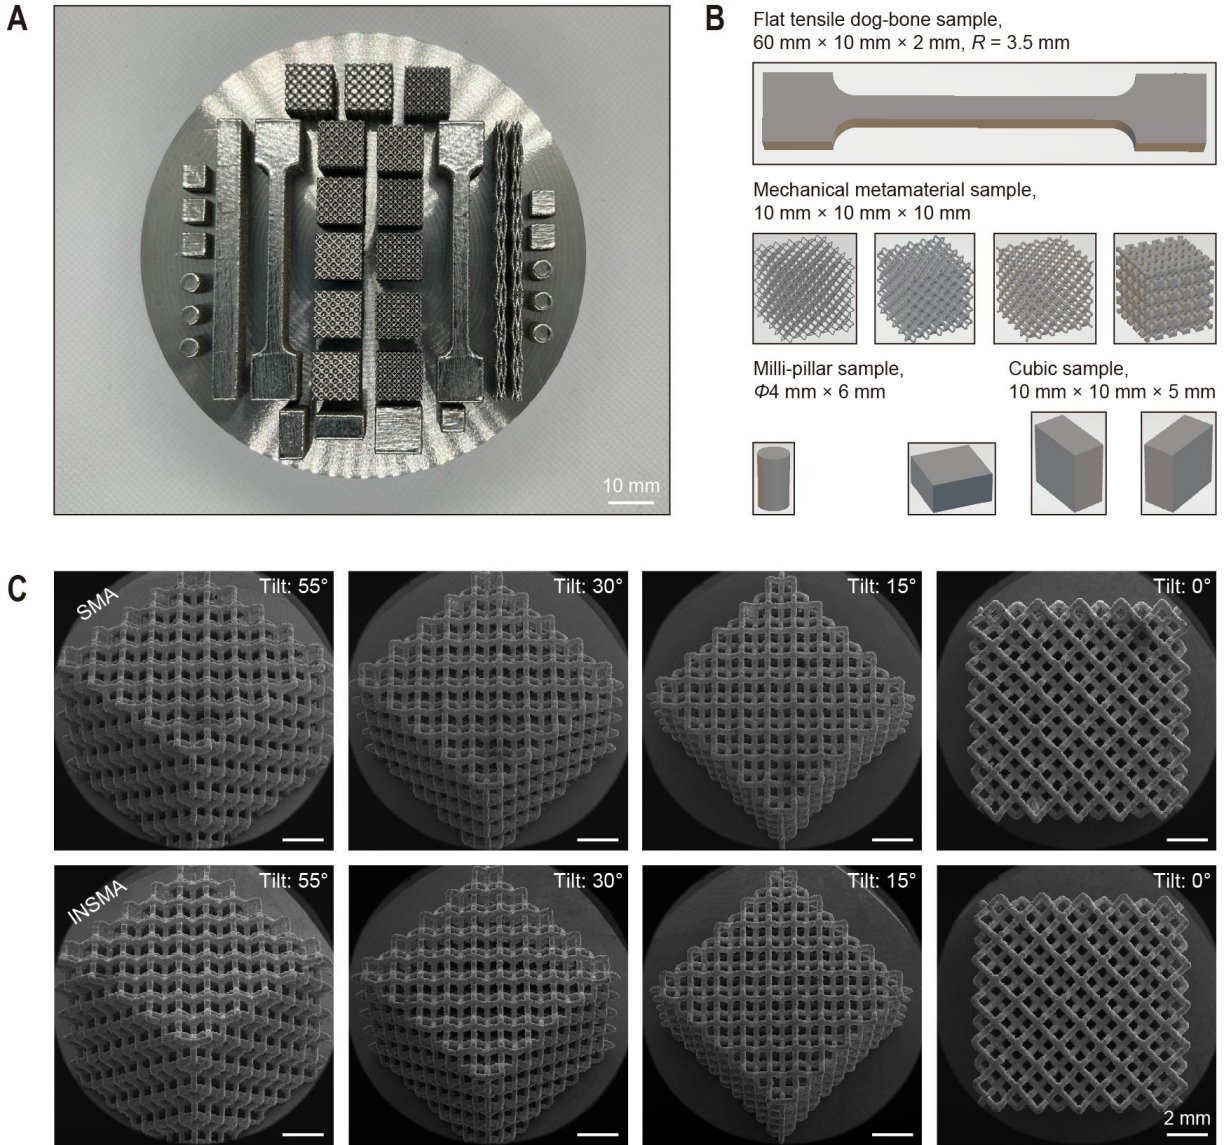 A
10 mm
B
Flat tensile dog-bone sample,
60 mm × 10 mm × 2 mm, R = 3.5 mm
Mechanical metamaterial sample,
10 mm × 10 mm × 10 mm
Milli-pillar sample,
Φ4 mm × 6 mm
Cubic sample,
10 mm × 10 mm × 5 mm
C
SMA
Tilt: 55°
Tilt: 30°
Tilt: 15°
Tilt: 0°
INSMA
Tilt: 55°
Tilt: 30°
Tilt: 15°
Tilt: 0°
2 mm